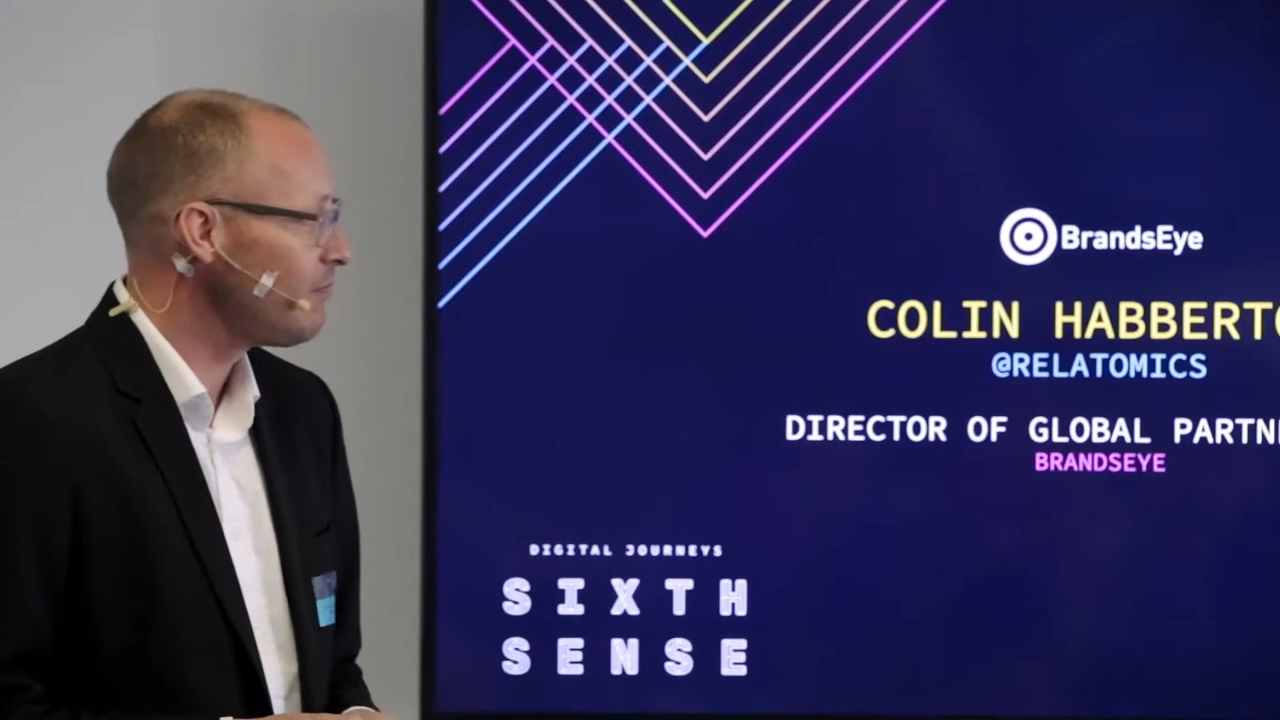 BrandsEye
COLIN HABBERT
@RELATOMICS
DIRECTOR OF GLOBAL PARTN
BRANDSEYE
DIGITAL JOURNEYS
SIXTH
SENSE